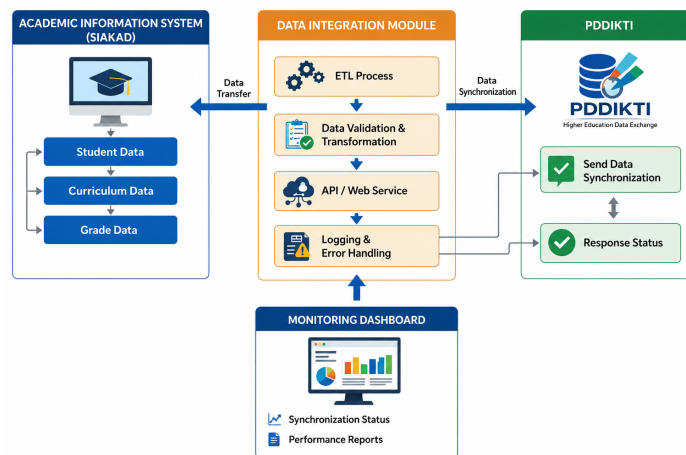 ACADEMIC INFORMATION SYSTEM
(SIAKAD)
Student Data
Curriculum Data
Grade Data
Data
Transfer
DATA INTEGRATION MODULE
ETL Process
Data Validation &
Transformation
API / Web Service
Logging &
Error Handling
Data
Synchronization
PDDIKTI
PDDIKTI
Higher Education Data Exchange
Send Data
Synchronization
Response Status
MONITORING DASHBOARD
Synchronization Status
Performance Reports